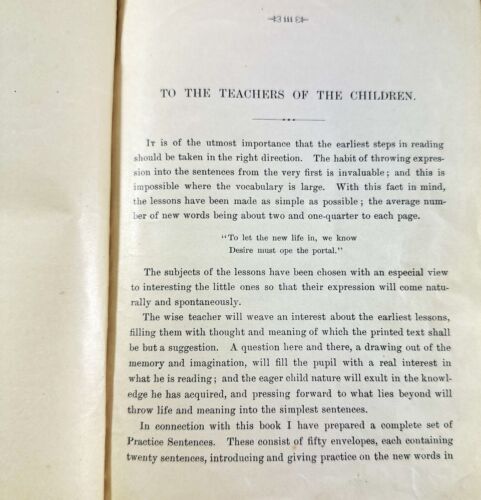 iii
TO THE TEACHERS OF THE CHILDREN.
IT is of the utmost importance that the earliest steps in reading
should be taken in the right direction. The habit of throwing expres-
sion into the sentences from the very first is invaluable; and this is
impossible where the vocabulary is large. With this fact in mind,
the lessons have been made as simple as possible; the average num-
ber of new words being about two and one-quarter to each page.
"To let the new life in, we know
Desire must ope the portal."
The subjects of the lessons have been chosen with an especial view
to interesting the little ones so that their expression will come natu-
rally and spontaneously.
The wise teacher will weave an interest about the earliest lessons,
filling them with thought and meaning of which the printed text shall
be but a suggestion. A question here and there, a drawing out of the
memory and imagination, will fill the pupil with a real interest in
what he is reading; and the eager child nature will exult in the knowl-
edge he has acquired, and pressing forward to what lies beyond will
throw life and meaning into the simplest sentences.
In connection with this book I have prepared a complete set of
Practice Sentences. These consist of fifty envelopes, each containing
twenty sentences, introducing and giving practice on the new words in